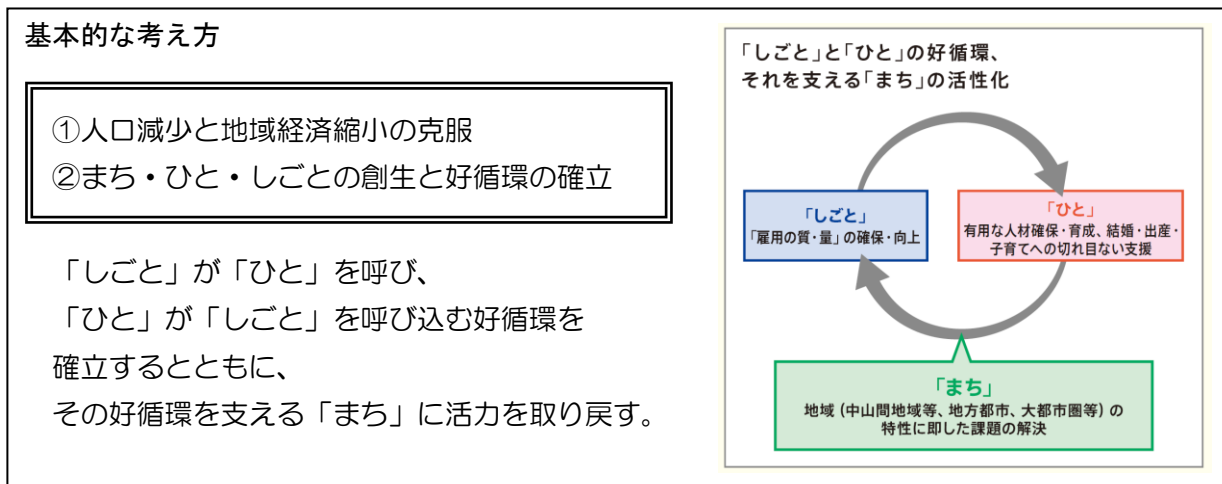 基本的な考え方
①人口減少と地域経済縮小の克服
②まち・ひと・しごとの創生と好循環の確立
「しごと」が「ひと」を呼び、
「ひと」が「しごと」を呼び込む好循環を
確立するとともに、
その好循環を支える「まち」に活力を取り戻す。
「しごと」と「ひと」の好循環、
それを支える「まち」の活性化
「しごと」
「雇用の質・量」の確保・向上
「ひと」
有用な人材確保・育成、結婚・出産・
子育てへの切れ目ない支援
「まち」
地域（中山間地域等、地方都市、大都市圏等）の
特性に即した課題の解決